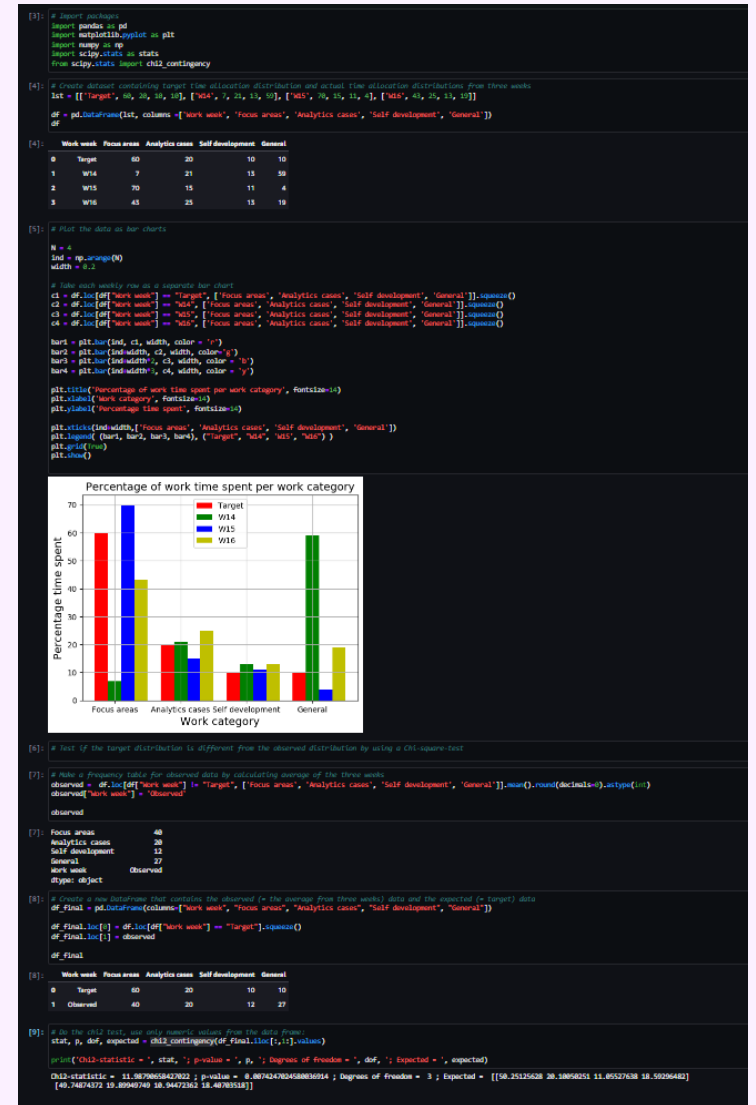 [3]: # Import packages
import pandas as pd
import matplotlib.pyplot as plt
import numpy as np
import scipy.stats as stats
from scipy.stats import chi2_contingency
[4]: # Create dataset containing target time allocation distribution and actual time allocation distributions from three weeks
lst = [["Target", 60, 20, 10, 10], ["W14", 7, 21, 13, 59], ["W15", 70, 15, 11, 4], ["W16", 43, 25, 13, 19]]
df = pd.DataFrame(lst, columns =['Work week', 'Focus areas', 'Analytics cases', 'Self development', 'General'])
df
[4]: Work week Focus areas Analytics cases Self development General
0 Target 60 20 10 10
1 W14 7 21 13 59
2 W15 70 15 11 4
3 W16 43 25 13 19
[5]: # Plot the data as bar charts
N = 4
ind = np.arange(N)
width = 0.2
# Take each weekly row as a separate bar chart
c1 = df.loc[df["Work week"] == "Target", ['Focus areas', 'Analytics cases', 'Self development', 'General']].squeeze()
c2 = df.loc[df["Work week"] == "W14", ['Focus areas', 'Analytics cases', 'Self development', 'General']].squeeze()
c3 = df.loc[df["Work week"] == "W15", ['Focus areas', 'Analytics cases', 'Self development', 'General']].squeeze()
c4 = df.loc[df["Work week"] == "W16", ['Focus areas', 'Analytics cases', 'Self development', 'General']].squeeze()
bar1 = plt.bar(ind, c1, width, color = 'r')
bar2 = plt.bar(ind+width, c2, width, color='g')
bar3 = plt.bar(ind+width*2, c3, width, color = 'b')
bar4 = plt.bar(ind+width*3, c4, width, color = 'y')
plt.title('Percentage of work time spent per work category', fontsize=14)
plt.xlabel('Work category', fontsize=14)
plt.ylabel('Percentage time spent', fontsize=14)
plt.xticks(ind+width,['Focus areas', 'Analytics cases', 'Self development', 'General'])
plt.legend( (bar1, bar2, bar3, bar4), ("Target", "W14", "W15", "W16") )
plt.grid(True)
plt.show()
Percentage of work time spent per work category
Target
W14
W15
W16
Percentage time spent
70
60
50
40
30
20
10
0
Focus areas Analytics cases Self development General
Work category
[6]: # Test if the target distribution is different from the observed distribution by using a Chi-square-test
[7]: # Make a frequency table for observed data by calculating average of the three weeks
observed = df.loc[df["Work week"] != "Target", ['Focus areas', 'Analytics cases', 'Self development', 'General']].mean().round(decimals=0).astype(int)
observed["Work week"] = "Observed"
observed
[7]: Focus areas 40
Analytics cases 20
Self development 12
General 27
Work week Observed
dtype: object
[8]: # Create a new DataFrame that contains the observed (= the average from three weeks) data and the expected (= target) data
df_final = pd.DataFrame(columns=["Work week", "Focus areas", "Analytics cases", "Self development", "General"])
df_final.loc[0] = df.loc[df["Work week"] == "Target"].squeeze()
df_final.loc[1] = observed
df_final
[8]: Work week Focus areas Analytics cases Self development General
0 Target 60 20 10 10
1 Observed 40 20 12 27
[9]: # Do the chi2 test, use only numeric values from the data frame:
stat, p, dof, expected = chi2_contingency(df_final.iloc[:,1:].values)
print('Chi2-statistic = ', stat, '; p-value = ', p, '; Degrees of freedom = ', dof, '; Expected = ', expected)
Chi2-statistic = 11.98790658427022 ; p-value = 0.0074247024580036914 ; Degrees of freedom = 3 ; Expected = [[50.25125628 20.10050251 11.05527638 18.59296482]
[49.74874372 19.89949749 10.94472362 18.40703518]]